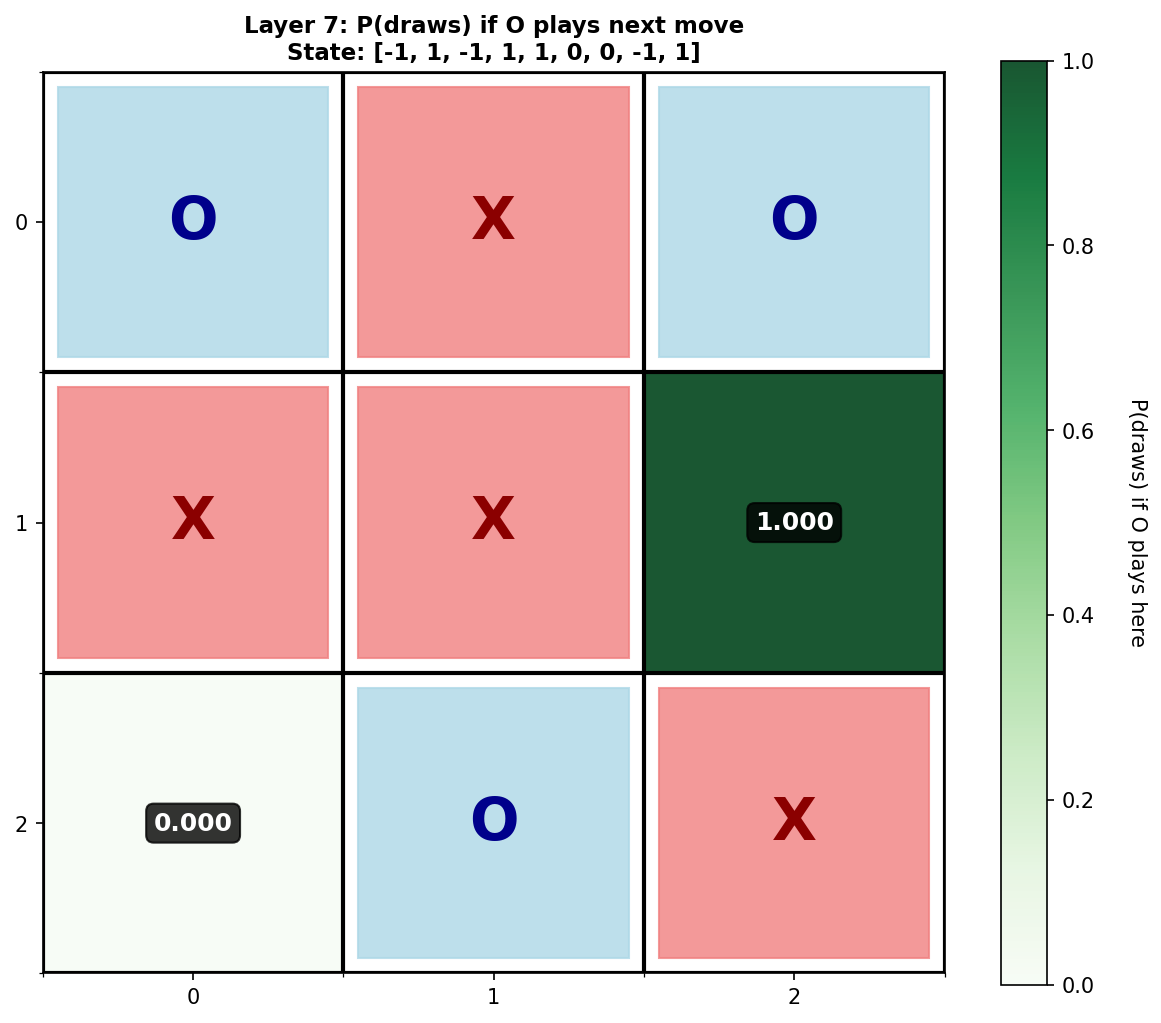 Layer 7: P(draws) if O plays next move
State: [-1, 1, -1, 1, 1, 0, 0, -1, 1]
0
O
X
O
1
X
X
1.000
2
0.000
O
X
0
1
2
1.0
0.8
0.6
0.4
0.2
0.0
P(draws) if O plays here